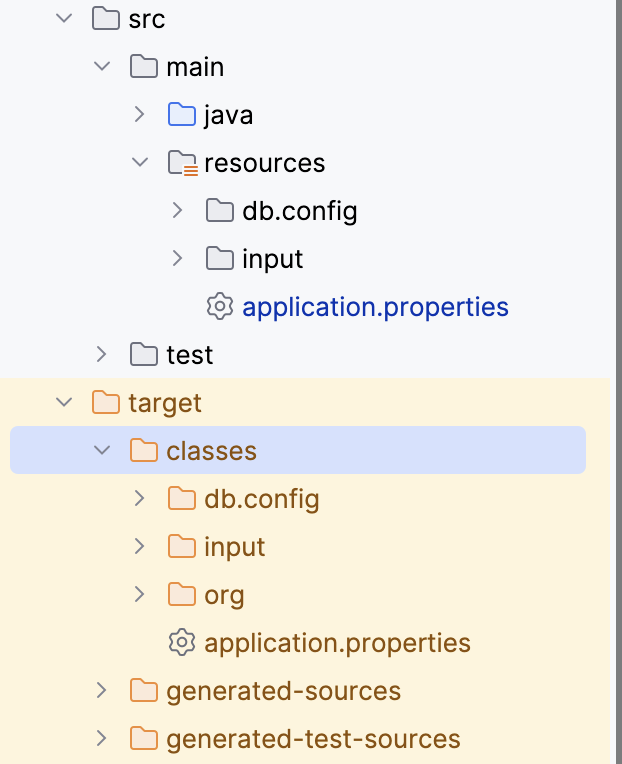 src
main
java
resources
db.config
input
application.properties
test
target
classes
db.config
input
org
application.properties
generated-sources
generated-test-sources